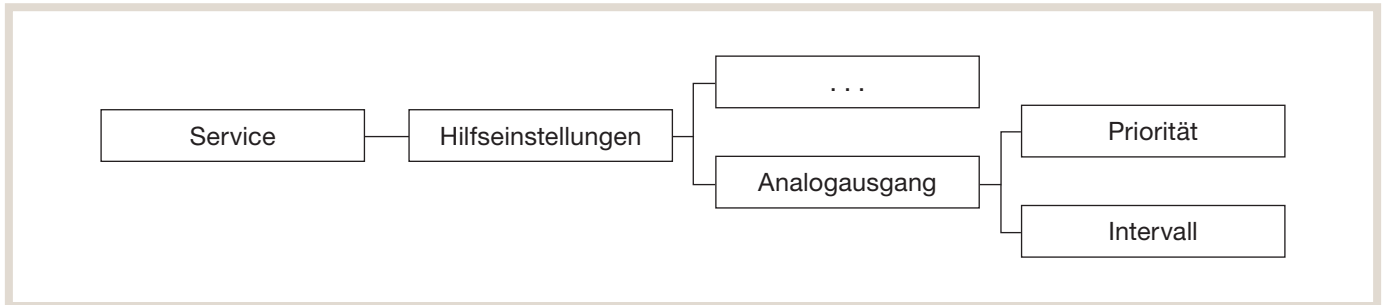 Service
Hilfseinstellungen
. . .
Analogausgang
Priorität
Intervall